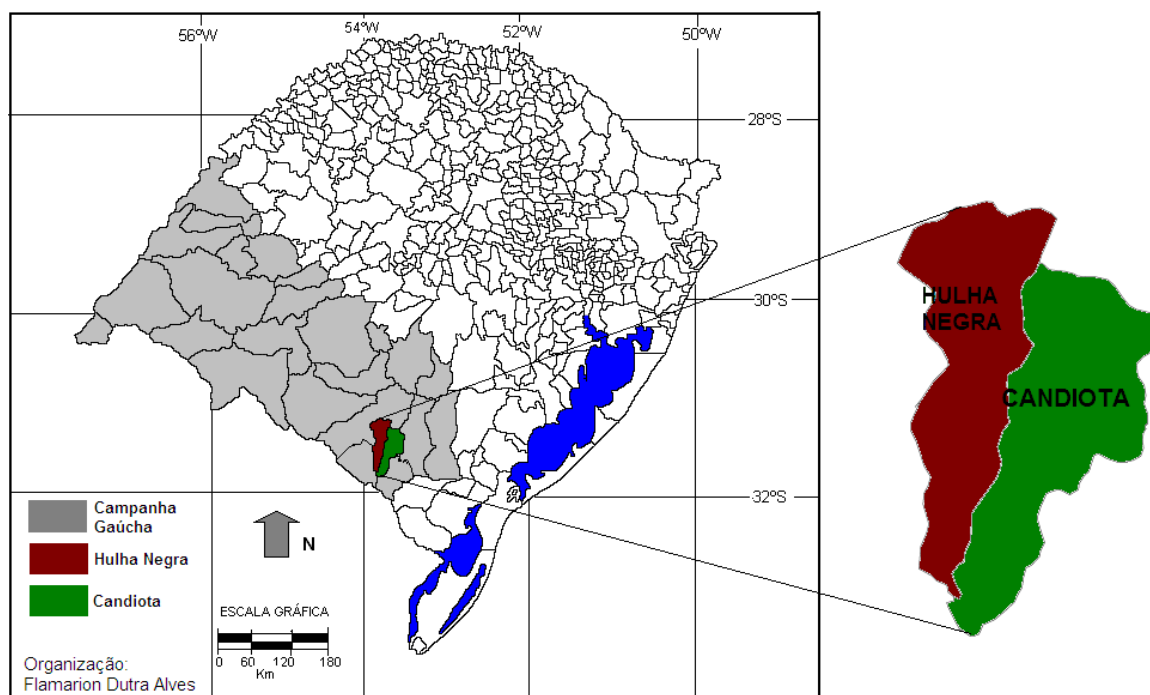 56ºW
54ºW
52ºW
50ºW
28ºS
30ºS
32ºS
HULHA
NEGRA
CANDIOTA
Campanha
Gaúcha
Hulha Negra
Candiota
N
ESCALA GRÁFICA
0 60 120 180
Km
Organização:
Flamarion Dutra Alves